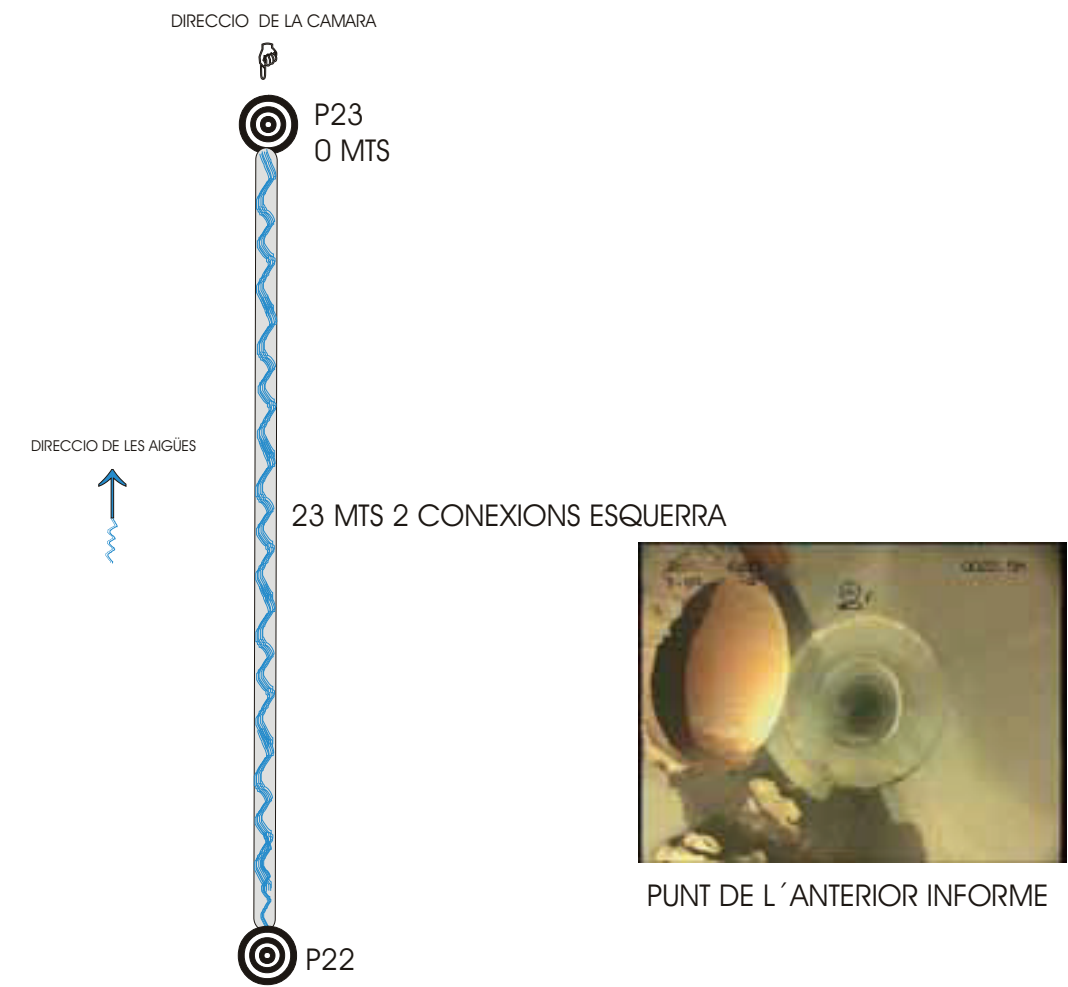 DIRECCIO DE LA CAMARA
P23
0 MTS
DIRECCIO DE LES AIGÜES
23 MTS 2 CONEXIONS ESQUERRA
PUNT DE L´ANTERIOR INFORME
P22